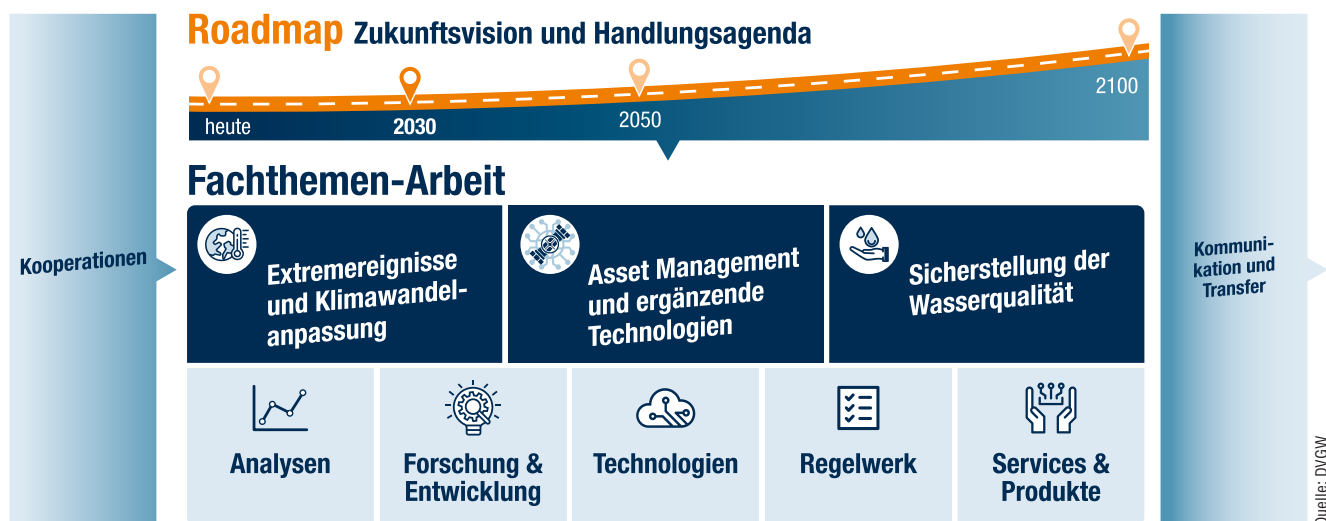 Roadmap Zukunftsvision und Handlungsagenda
heute
2030
2050
2100
Fachthemen-Arbeit
Kooperationen
Extremereignisse
und Klimawandel-
anpassung
Asset Management
und ergänzende
Technologien
Sicherstellung der
Wasserqualität
Kommuni-
kation und
Transfer
Analysen
Forschung &
Entwicklung
Technologien
Regelwerk
Services &
Produkte
Quelle: DVGW